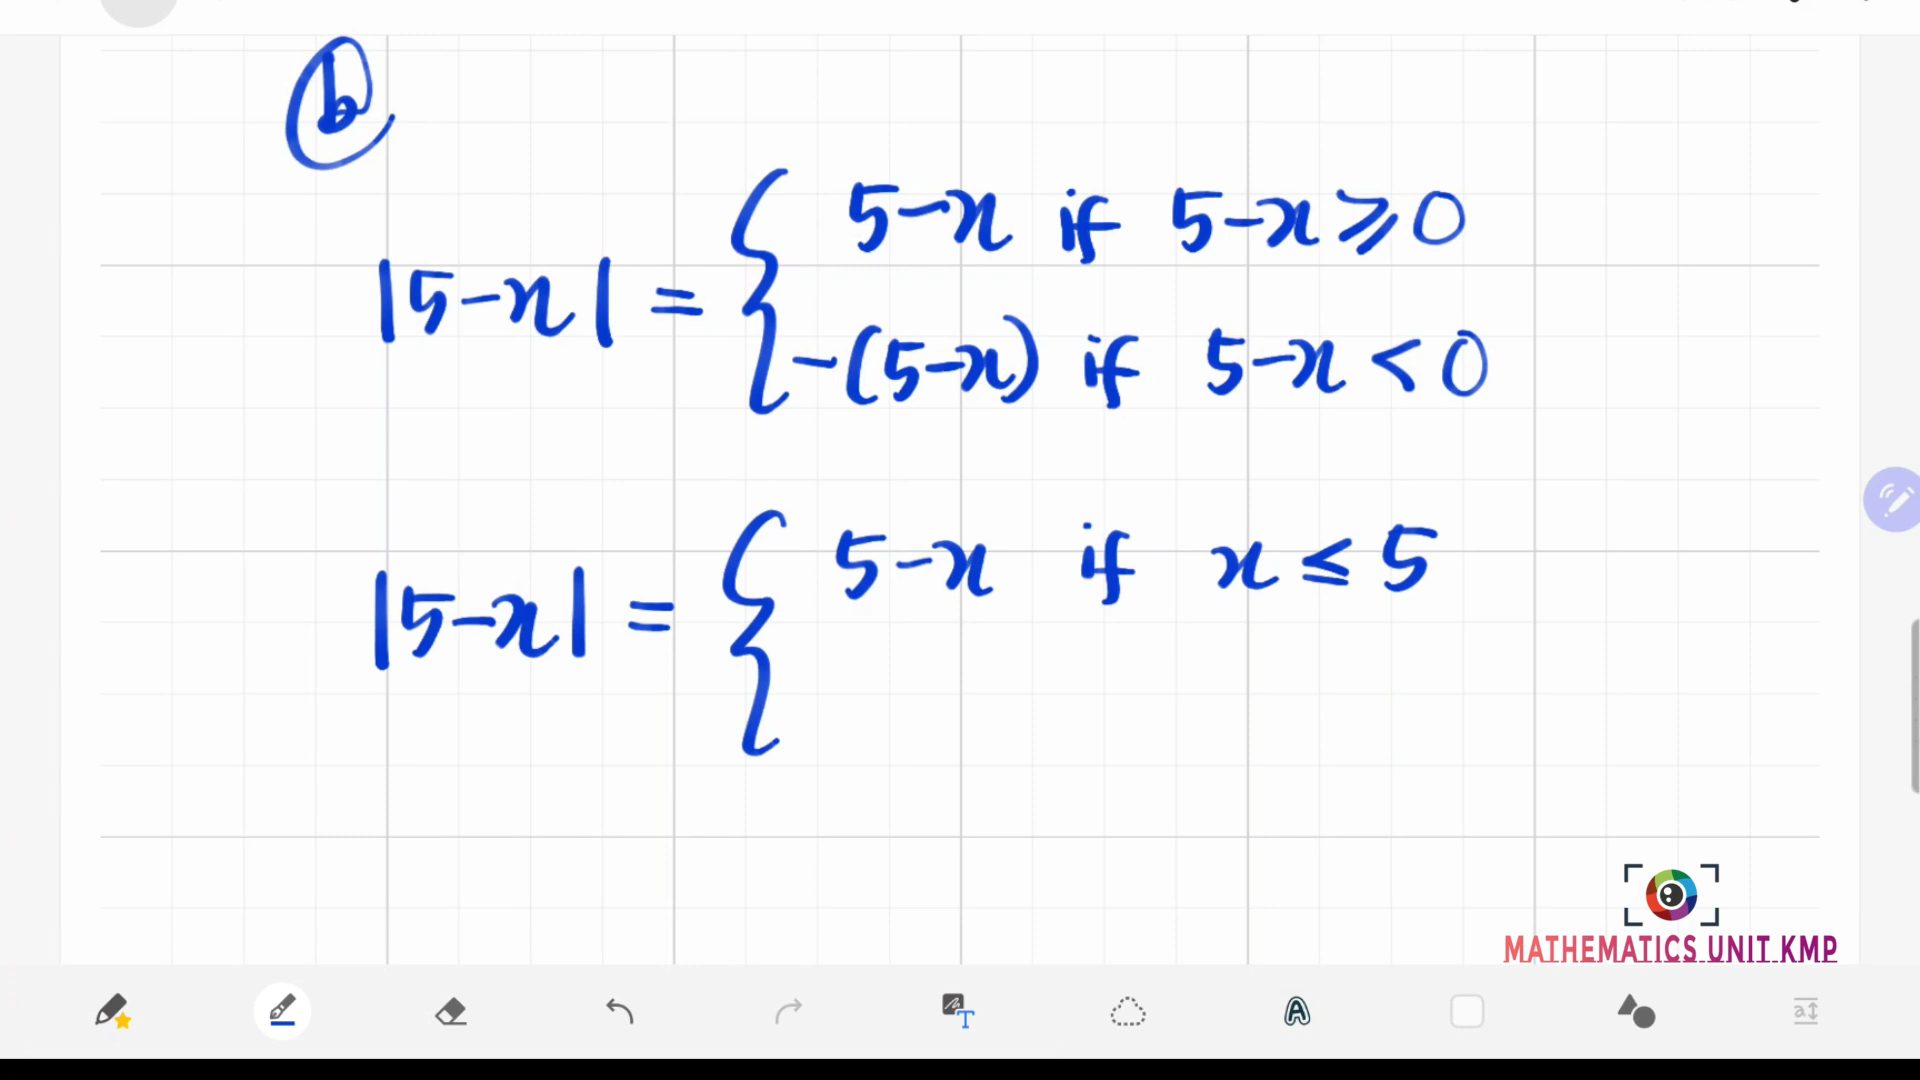 b
|5-x| = { 5-x if 5-x ⩾ 0
-(5-x) if 5-x < 0
|5-x| = { 5-x if x ≤ 5
MATHEMATICS UNIT KMP